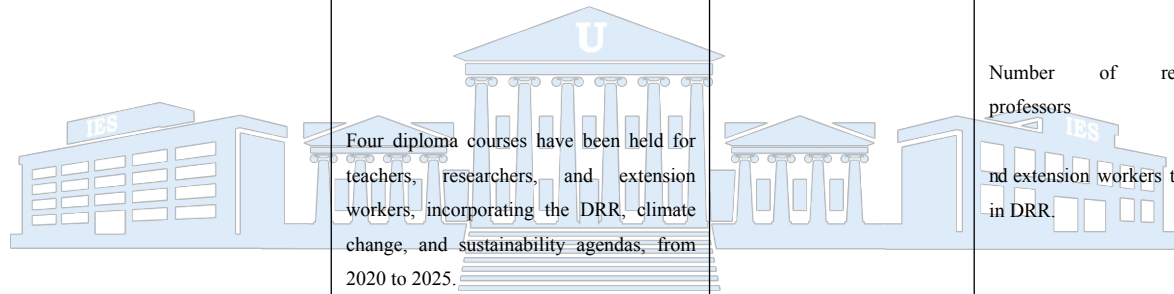 U
IES
Four diploma courses have been held for
teachers, researchers, and extension
workers, incorporating the DRR, climate
change, and sustainability agendas, from
2020 to 2025.
Number of re
professors
IES
nd extension workers t
in DRR.